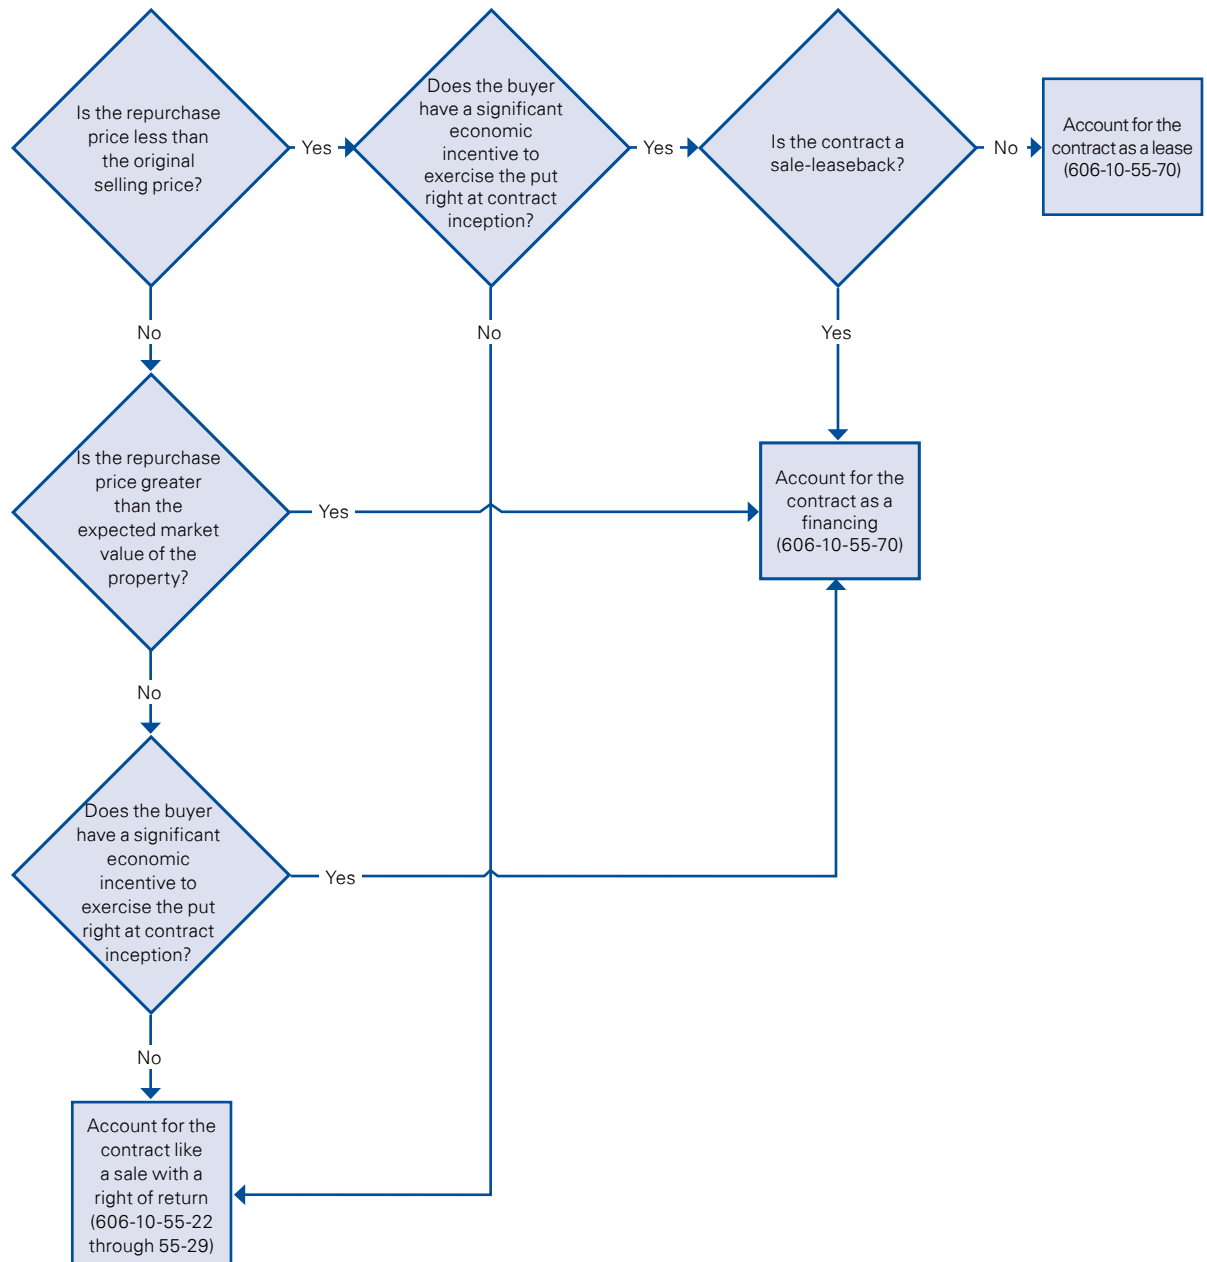 Is the repurchase
price less than
the original
selling price?
Yes
Does the buyer
have a significant
economic
incentive to
exercise the put
right at contract
inception?
Yes
Is the contract a
sale-leaseback?
No
Account for the
contract as a lease
(606-10-55-70)
No
No
Yes
Is the repurchase
price greater
than the
expected market
value of the
property?
Yes
Account for the
contract as a
financing
(606-10-55-70)
No
Does the buyer
have a significant
economic
incentive to
exercise the put
right at contract
inception?
Yes
No
Account for the
contract like
a sale with a
right of return
(606-10-55-22
through 55-29)